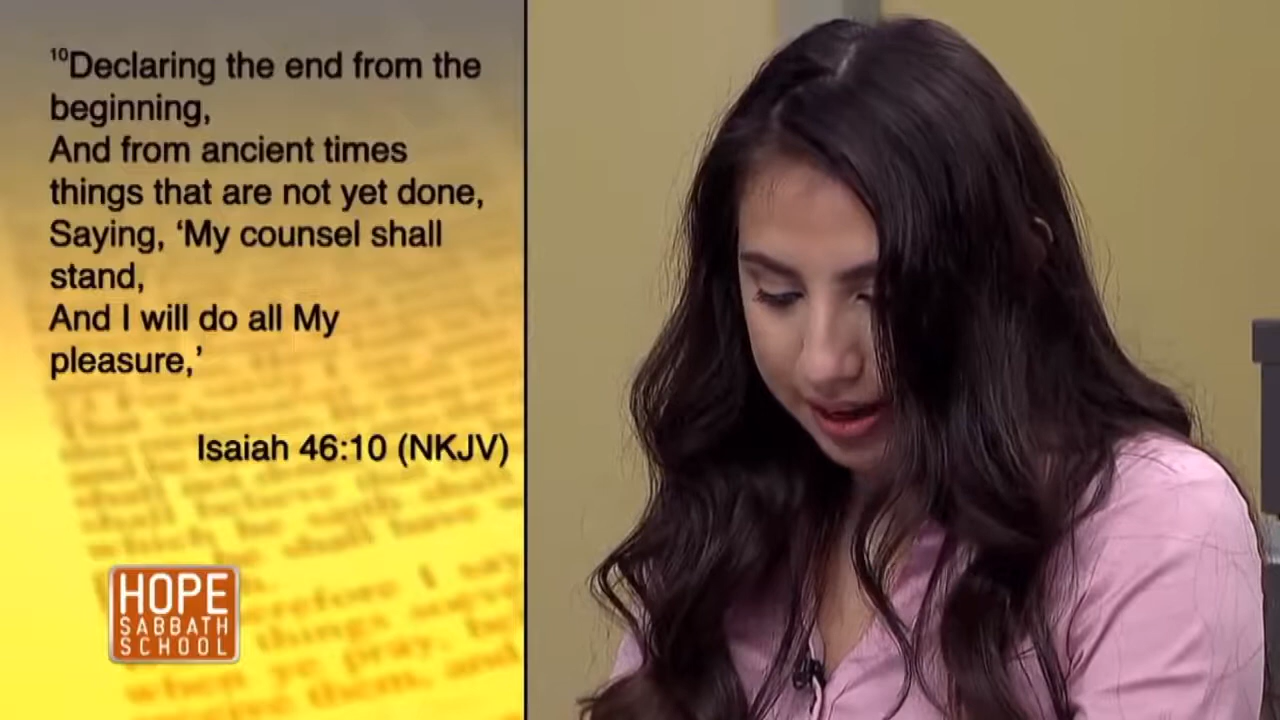 ¹⁰Declaring the end from the
beginning,
And from ancient times
things that are not yet done,
Saying, ‘My counsel shall
stand,
And I will do all My
pleasure,’
Isaiah 46:10 (NKJV)
HOPE
SABBATH
SCHOOL